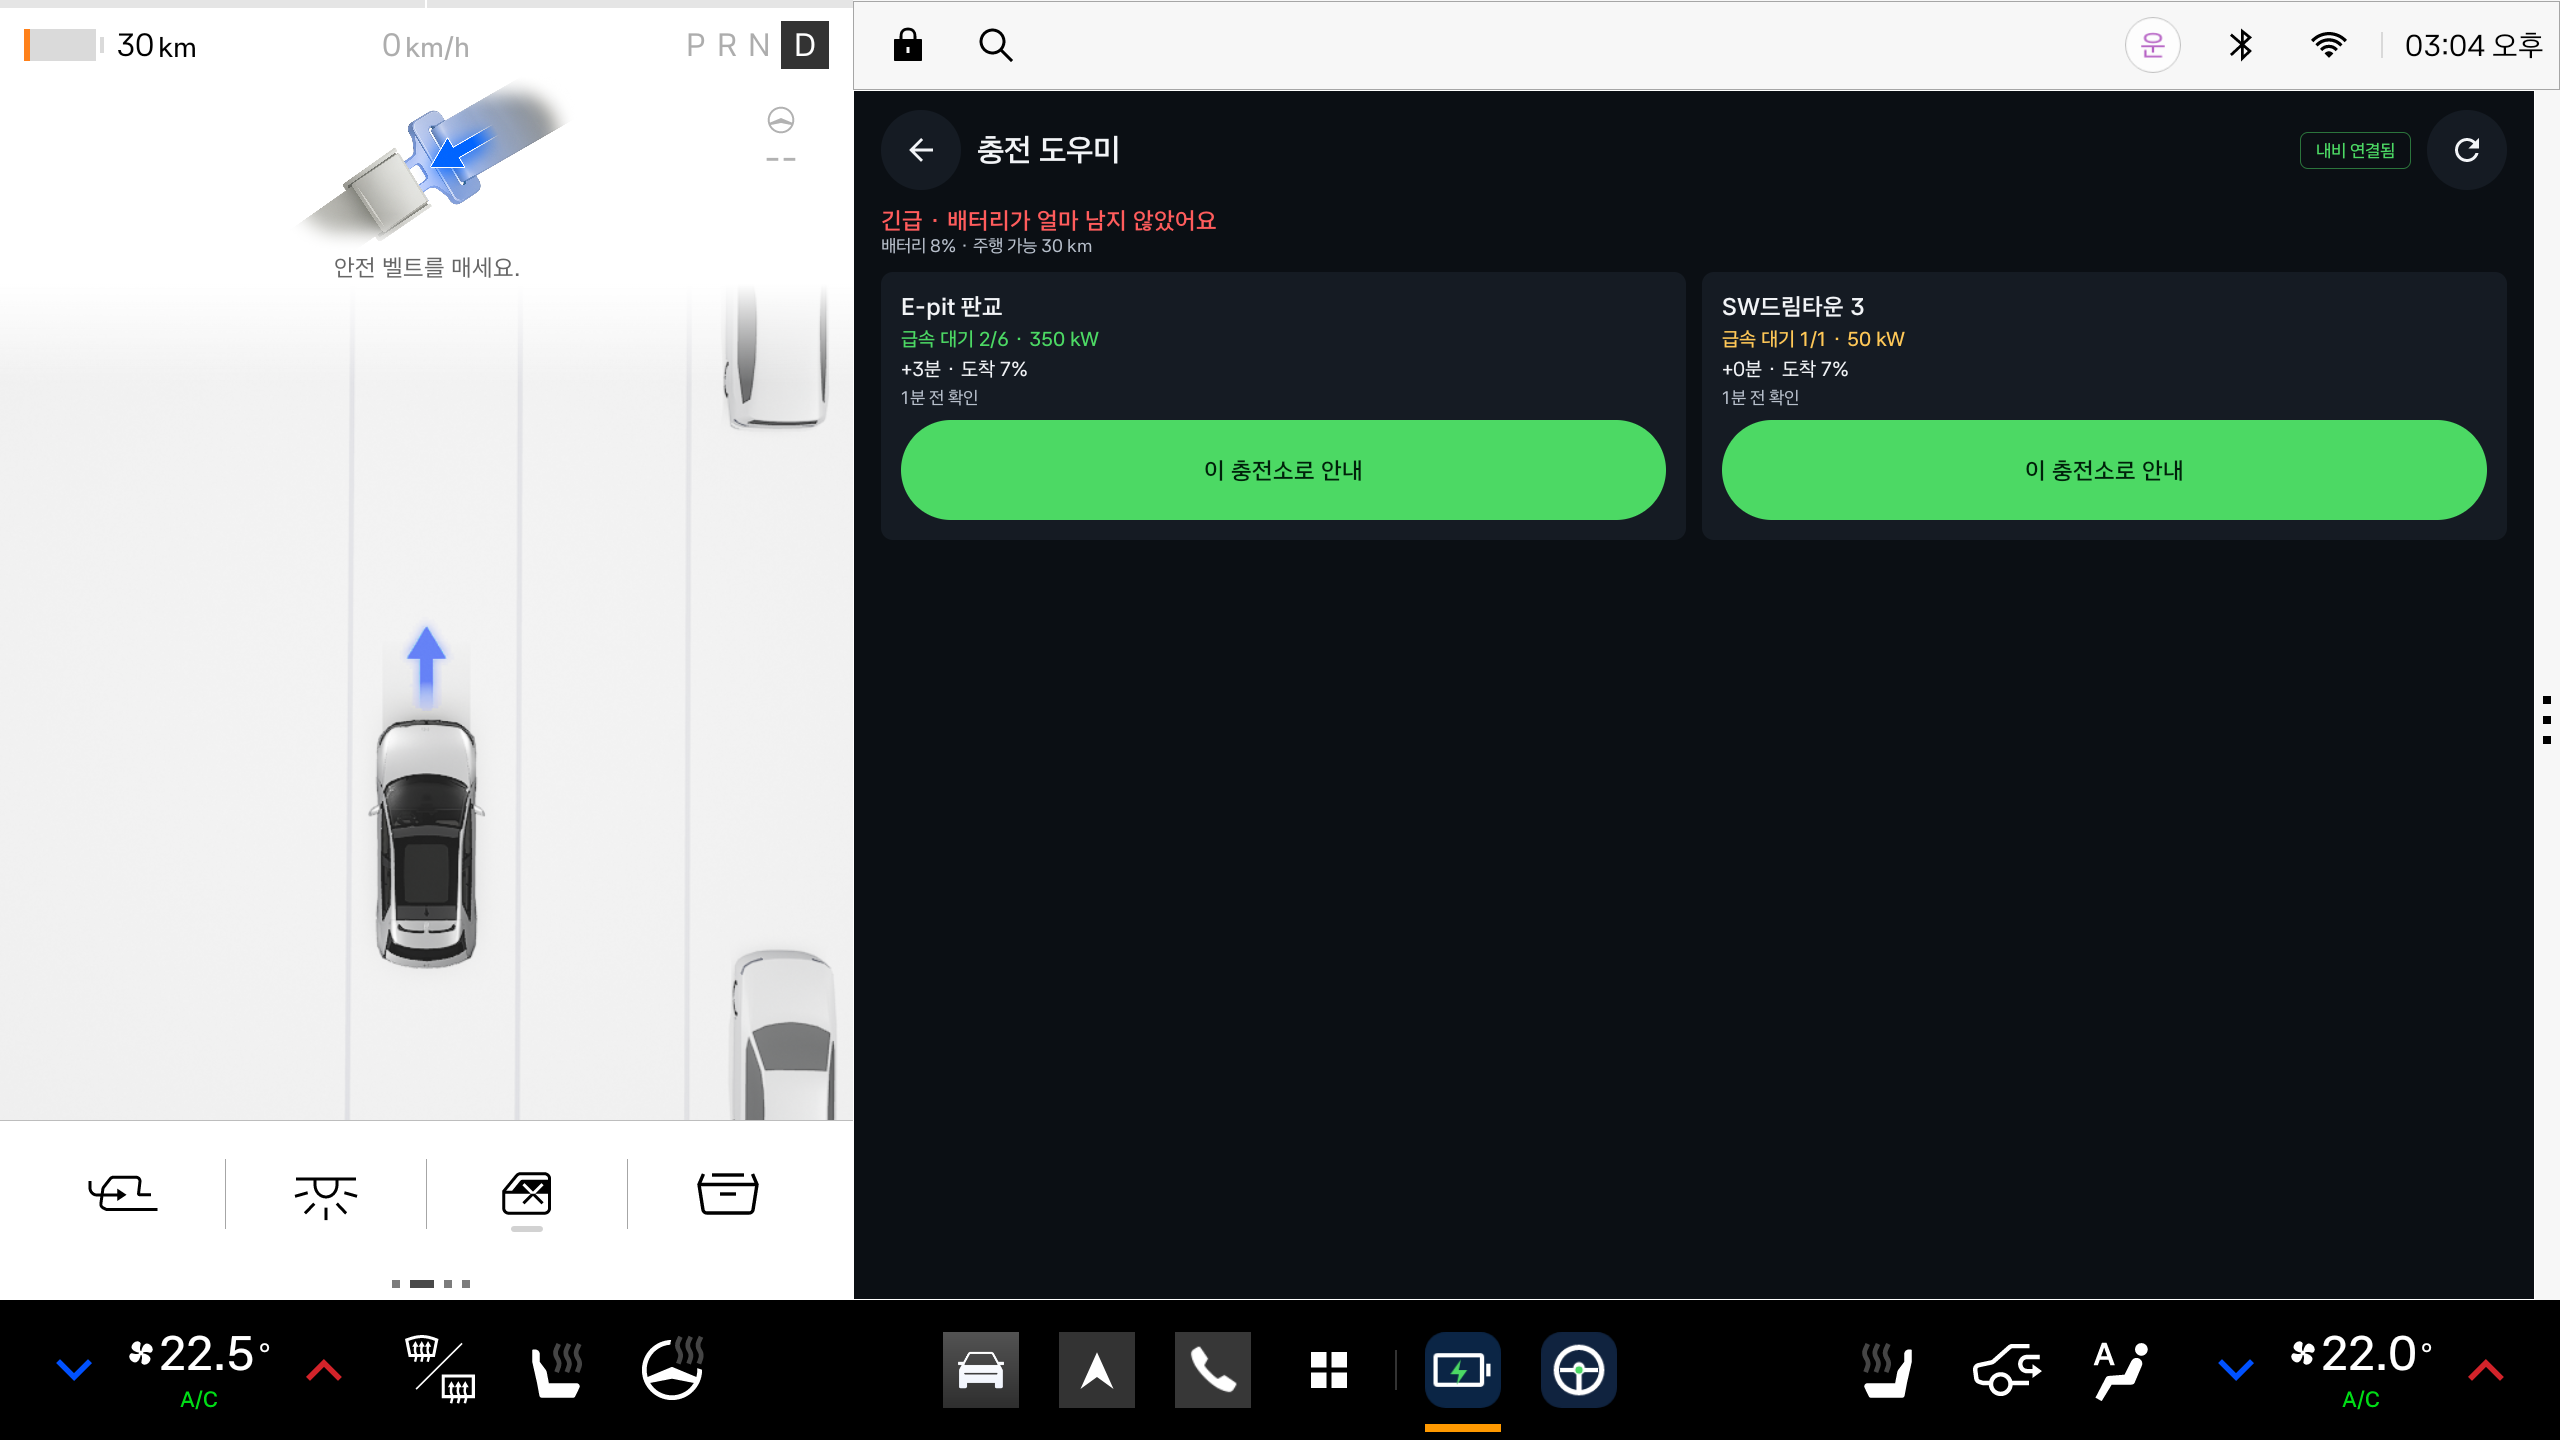 30 km
0 km/h
P R N D
운
03:04 오후
안전 벨트를 매세요.
충전 도우미
내비 연결됨
긴급 · 배터리가 얼마 남지 않았어요
배터리 8% · 주행 가능 30 km
E-pit 판교
급속 대기 2/6 · 350 kW
+3분 · 도착 7%
1분 전 확인
이 충전소로 안내
SW드림타운 3
급속 대기 1/1 · 50 kW
+0분 · 도착 7%
1분 전 확인
이 충전소로 안내
22.5°
A/C
A
22.0°
A/C